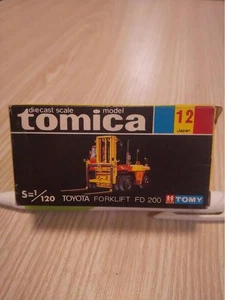 diecast scale model
tomica
12
Japan
S=1/120
TOYOTA FORKLIFT FD 200
TOMY